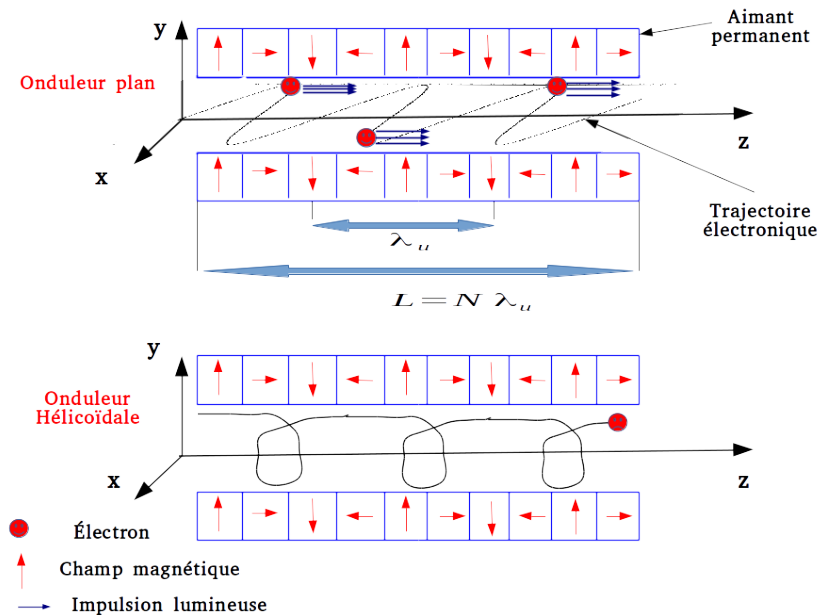 y
Aimant
permanent
Onduleur plan
x
z
Trajectoire
électronique
λu
L = N λu
y
Onduleur
Hélicoïdale
x
z
Électron
Champ magnétique
Impulsion lumineuse